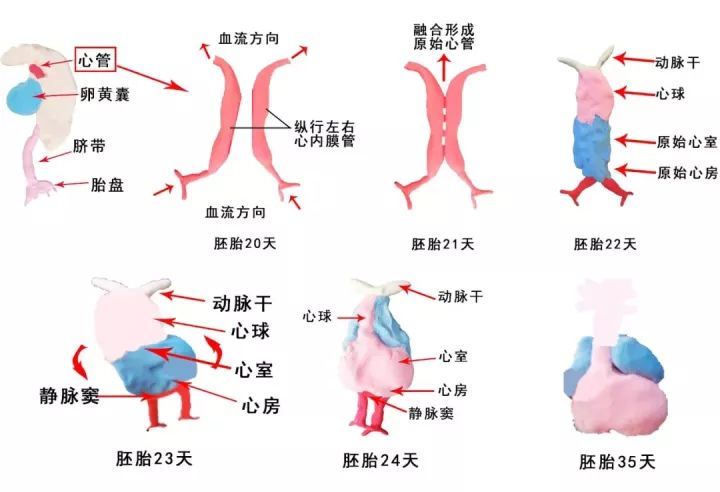 心管
卵黄囊
脐带
胎盘
血流方向
纵行左右
心内膜管
血流方向
胚胎20天
融合形成
原始心管
胚胎21天
动脉干
心球
原始心室
原始心房
胚胎22天
动脉干
心球
心室
静脉窦
心房
胚胎23天
动脉干
心球
心室
心房
静脉窦
胚胎24天
胚胎35天